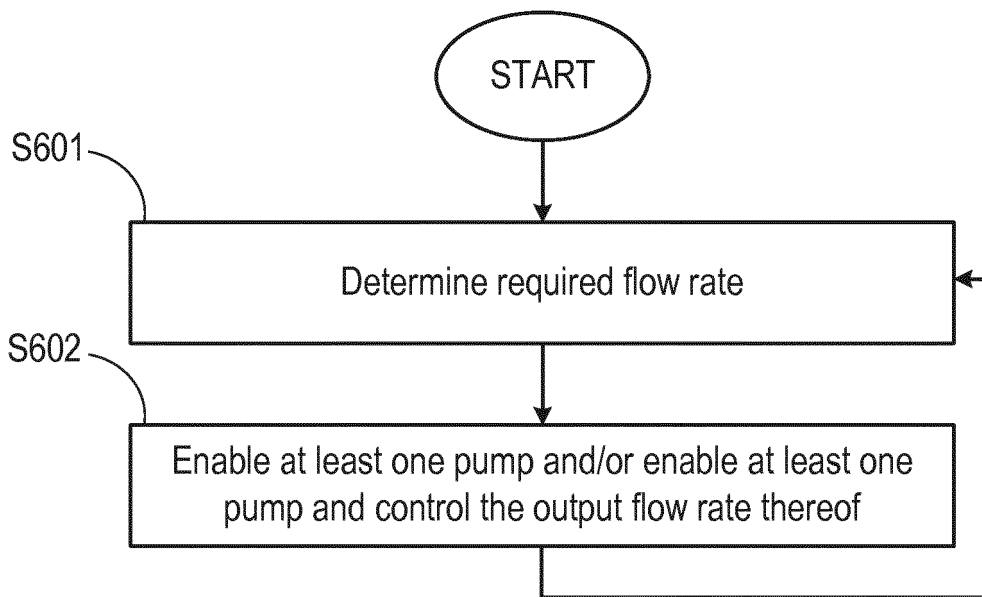 START
S601
Determine required flow rate
S602
Enable at least one pump and/or enable at least one
pump and control the output flow rate thereof